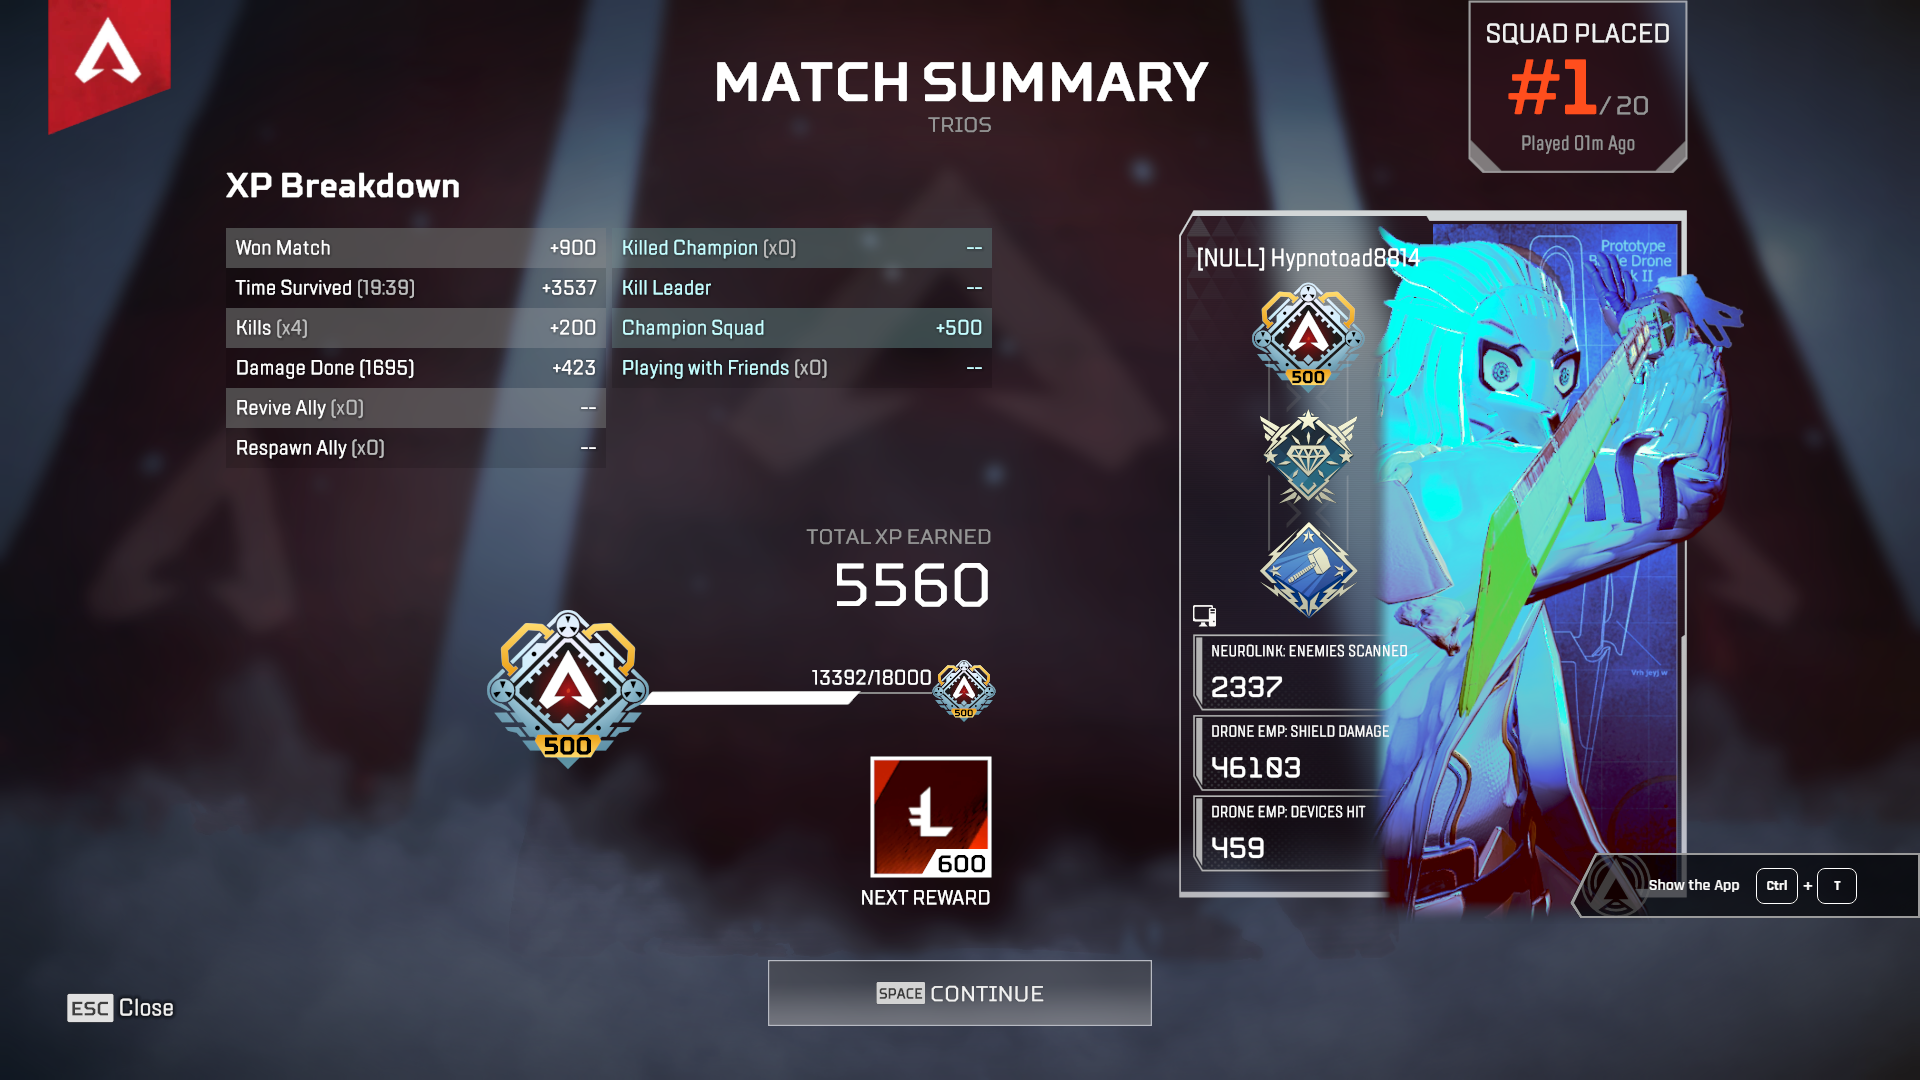 MATCH SUMMARY
TRIOS
SQUAD PLACED
#1/20
Played 01m Ago
XP Breakdown
Won Match +900
Time Survived [19:39] +3537
Kills [x4] +200
Damage Done [1695] +423
Revive Ally [x0] --
Respawn Ally [x0] --
Killed Champion [x0] --
Kill Leader --
Champion Squad +500
Playing with Friends [x0] --
TOTAL XP EARNED
5560
500
13392/18000
500
600
NEXT REWARD
[NULL] Hypnotoad8814
Prototype
Drone
II
500
NEUROLINK: ENEMIES SCANNED
2337
DRONE EMP: SHIELD DAMAGE
46103
DRONE EMP: DEVICES HIT
459
Show the App Ctrl + T
SPACE CONTINUE
ESC Close